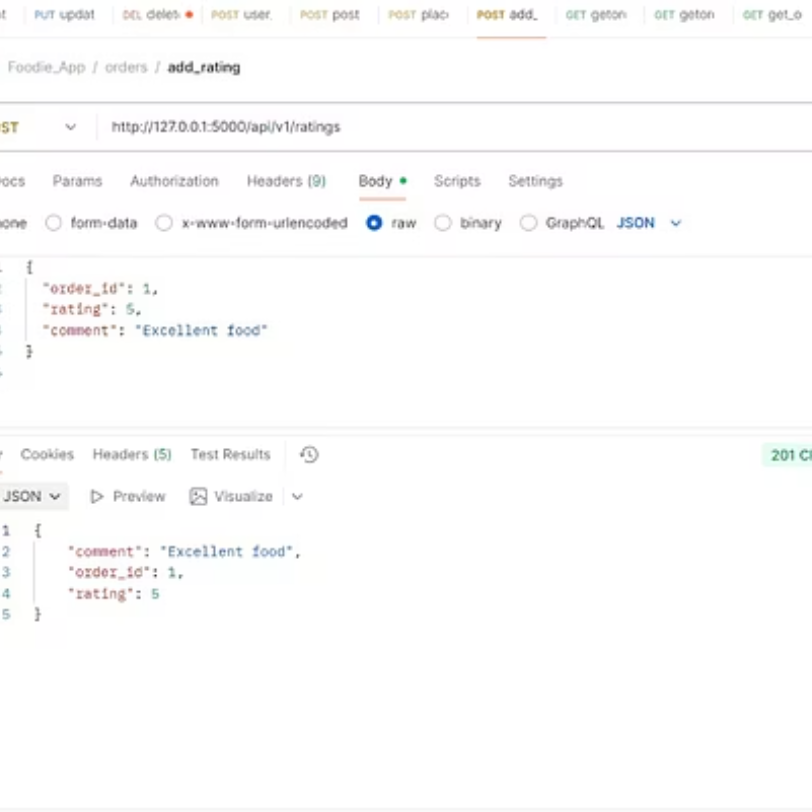 PUT updat DEL delet POST user. POST post POST plac POST add_ GET geton GET geton GET get_o
Foodie_App / orders / add_rating
ST http://127.0.0.1:5000/api/v1/ratings
ocs Params Authorization Headers (9) Body Scripts Settings
none form-data x-www-form-urlencoded raw binary GraphQL JSON
{
"order_id": 1,
"rating": 5,
"comment": "Excellent food"
}
Cookies Headers (5) Test Results 201 C
JSON Preview Visualize
1 {
2 "comment": "Excellent food",
3 "order_id": 1,
4 "rating": 5
5 }